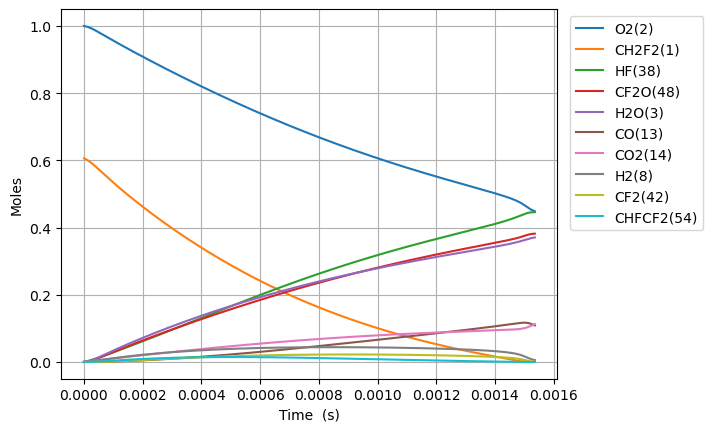 1.0
0.8
0.6
0.4
0.2
0.0
Moles
0.0000 0.0002 0.0004 0.0006 0.0008 0.0010 0.0012 0.0014 0.0016
Time (s)
O2(2)
CH2F2(1)
HF(38)
CF2O(48)
H2O(3)
CO(13)
CO2(14)
H2(8)
CF2(42)
CHFCF2(54)